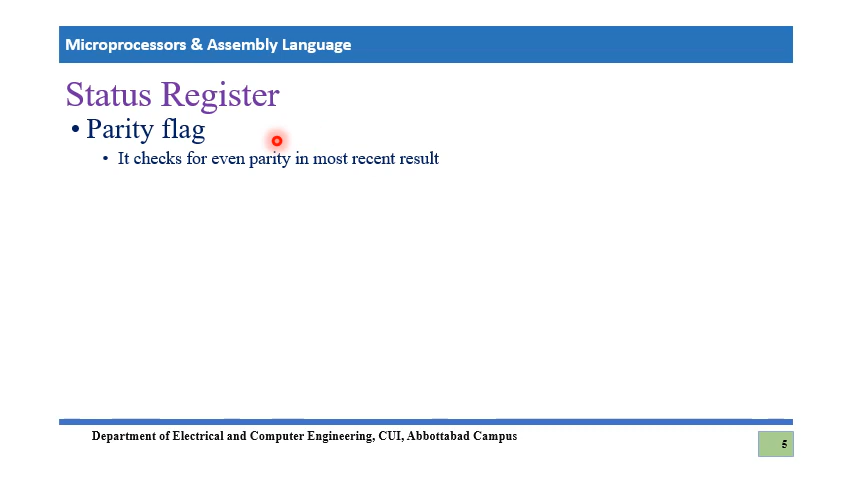 Microprocessors & Assembly Language
Status Register
• Parity flag
• It checks for even parity in most recent result
Department of Electrical and Computer Engineering, CUI, Abbottabad Campus
5